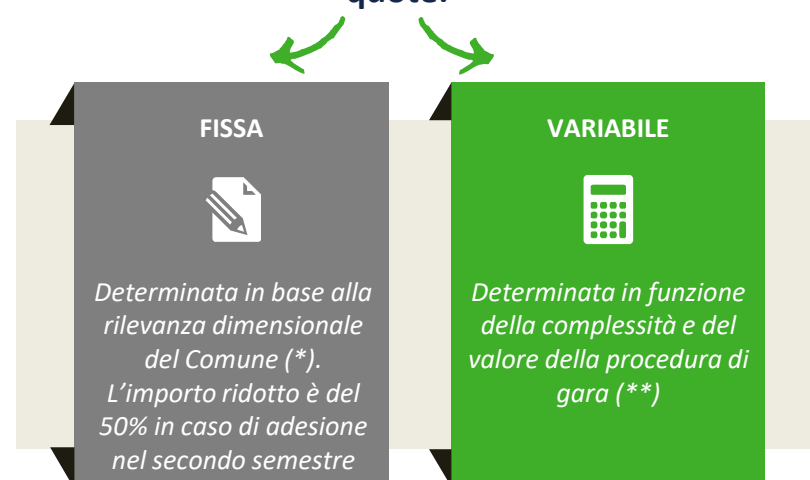 quote:
FISSA
VARIABILE
Determinata in base alla
rilevanza dimensionale
del Comune (*).
L’importo ridotto è del
50% in caso di adesione
nel secondo semestre
Determinata in funzione
della complessità e del
valore della procedura di
gara (**)